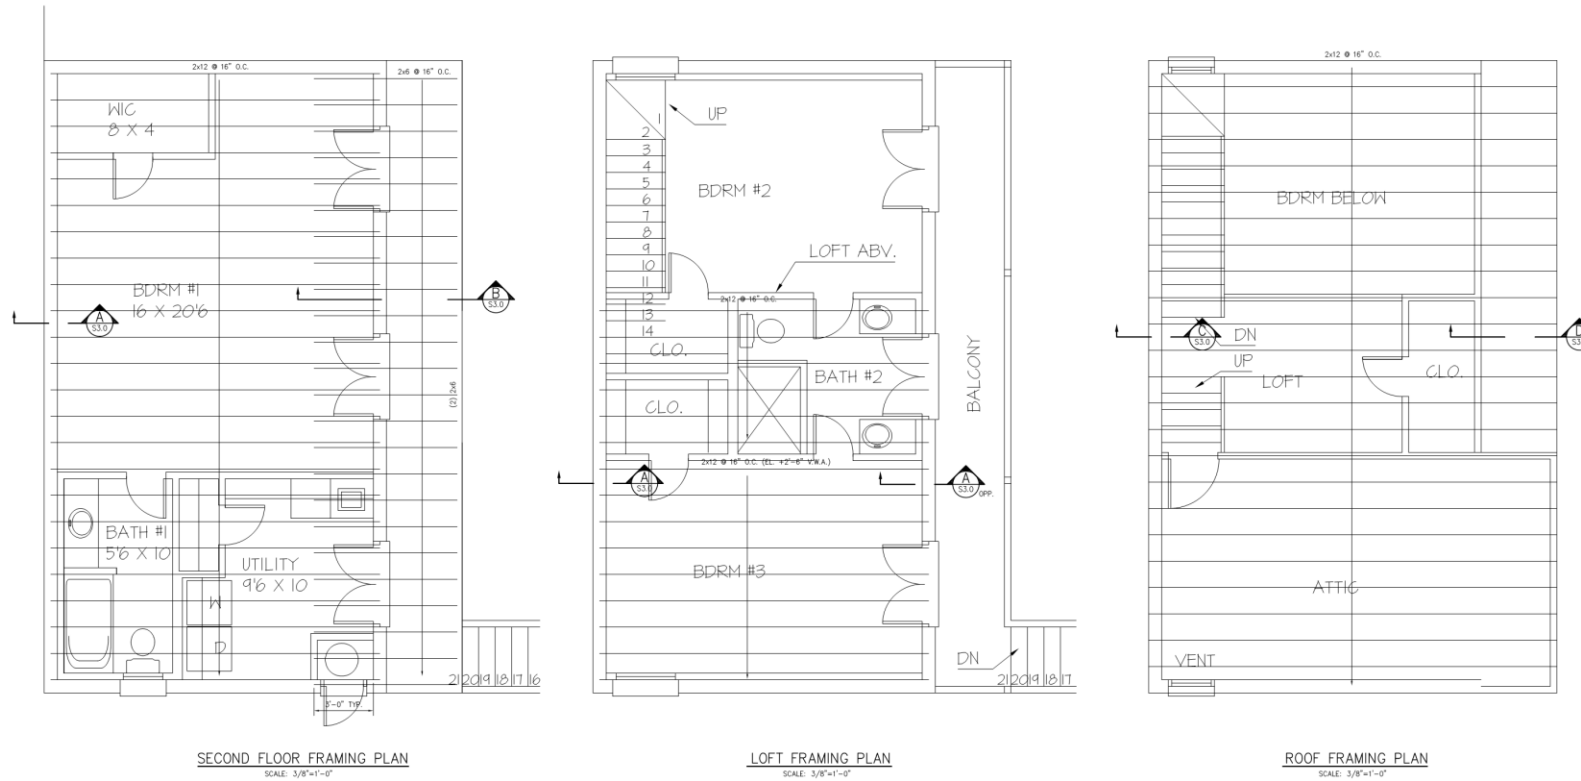 2x12 @ 16" O.C.
2x6 @ 16" O.C.
WIC
8 X 4
BDRM #1
16 X 20'6
A
S3.0
B
S3.0
(2) 2x6
BATH #1
5'6 X 10
UTILITY
9'6 X 10
W
D
21 20 19 18 17 16
3'-0" TYP.
SECOND FLOOR FRAMING PLAN
SCALE: 3/8"=1'-0"
UP
1
2
3
4
5
6
7
8
9
10
11
12
13
14
BDRM #2
LOFT ABV.
2x12 @ 16" O.C.
CLO.
BATH #2
CLO.
BALCONY
2x12 @ 16" O.C. (EL. +2'-6" V.W.A.)
A
S3.0
A
S3.0
OPP.
BDRM #3
DN
21 20 19 18 17
LOFT FRAMING PLAN
SCALE: 3/8"=1'-0"
2x12 @ 16" O.C.
BDRM BELOW
C
S3.0
DN
UP
LOFT
CLO.
ATTIC
VENT
ROOF FRAMING PLAN
SCALE: 3/8"=1'-0"